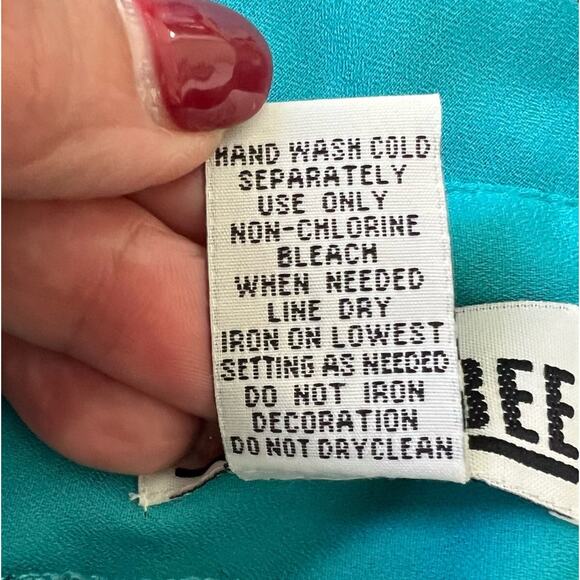 HAND WASH COLD
SEPARATELY
USE ONLY
NON-CHLORINE
BLEACH
WHEN NEEDED
LINE DRY
IRON ON LOWEST
SETTING AS NEEDED
DO NOT IRON
DECORATION
DO NOT DRYCLEAN